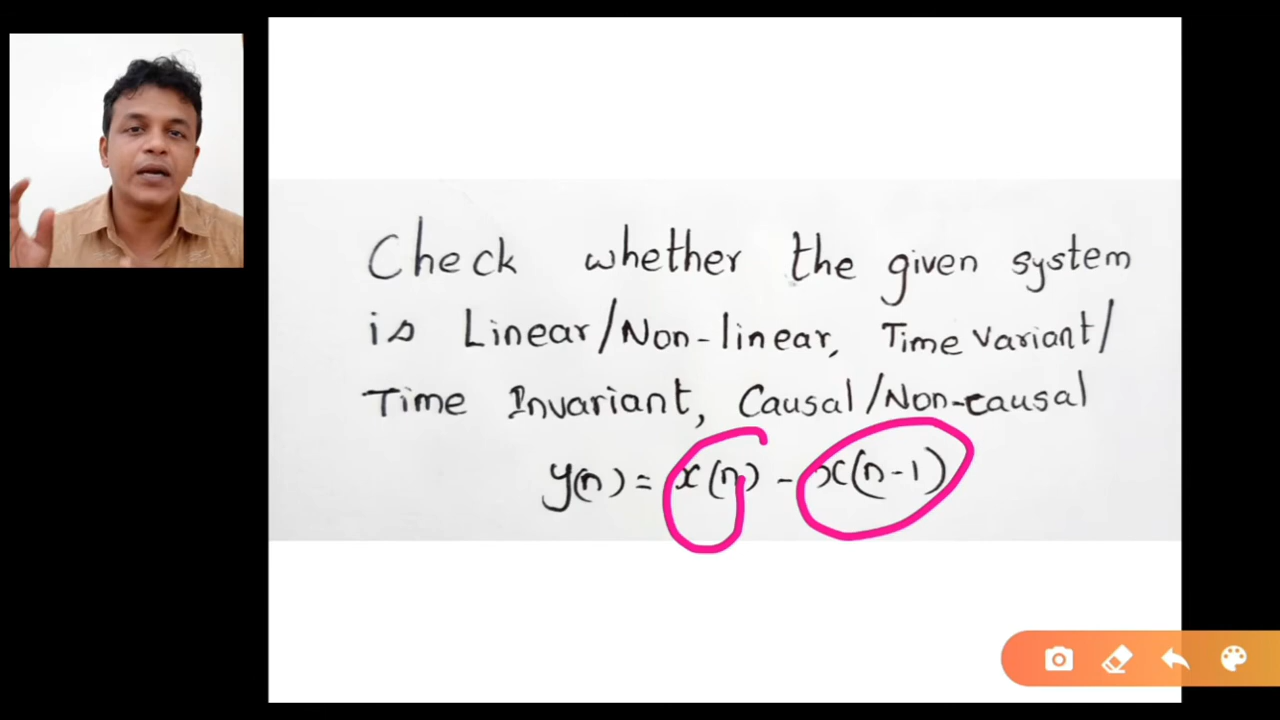 Check whether the given system
is Linear/Non-linear, Time Variant/
Time Invariant, Causal/Non-causal
y(n) = x(n) - x(n-1)